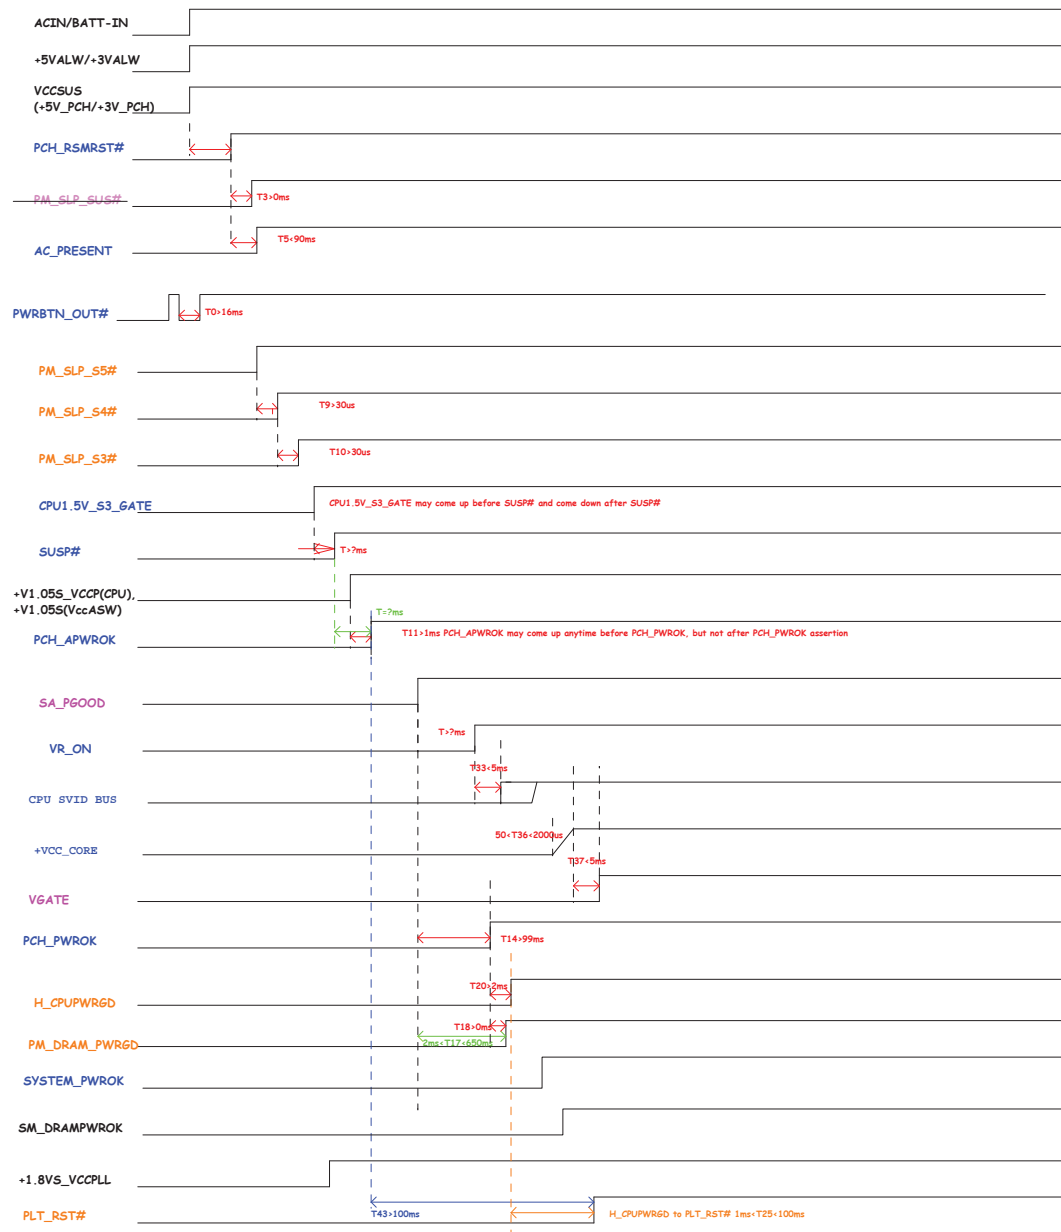 ACIN/BATT-IN
+5VALW/+3VALW
VCCSUS
(+5V_PCH/+3V_PCH)
PCH_RSMRST#
PM_SLP_SUS#
T3>0ms
T5<90ms
AC_PRESENT
PWRBTN_OUT#
T0>16ms
PM_SLP_S5#
PM_SLP_S4#
T9>30us
PM_SLP_S3#
T10>30us
CPU1.5V_S3_GATE
CPU1.5V_S3_GATE may come up before SUSP# and come down after SUSP#
SUSP#
T>?ms
+V1.05S_VCCP(CPU),
+V1.05S(VccASW)
T=?ms
PCH_APWROK
T11>1ms PCH_APWROK may come up anytime before PCH_PWROK, but not after PCH_PWROK assertion
SA_PGOOD
T>?ms
VR_ON
T33<5ms
CPU SVID BUS
50<T36<2000us
+VCC_CORE
T37<5ms
VGATE
PCH_PWROK
T14>99ms
T20>2ms
H_CPUPWRGD
T18>0ms
PM_DRAM_PWRGD
2ms<T17<650ms
SYSTEM_PWROK
SM_DRAMPWROK
+1.8VS_VCCPLL
PLT_RST#
T43>100ms
H_CPUPWRGD to PLT_RST# 1ms<T25<100ms